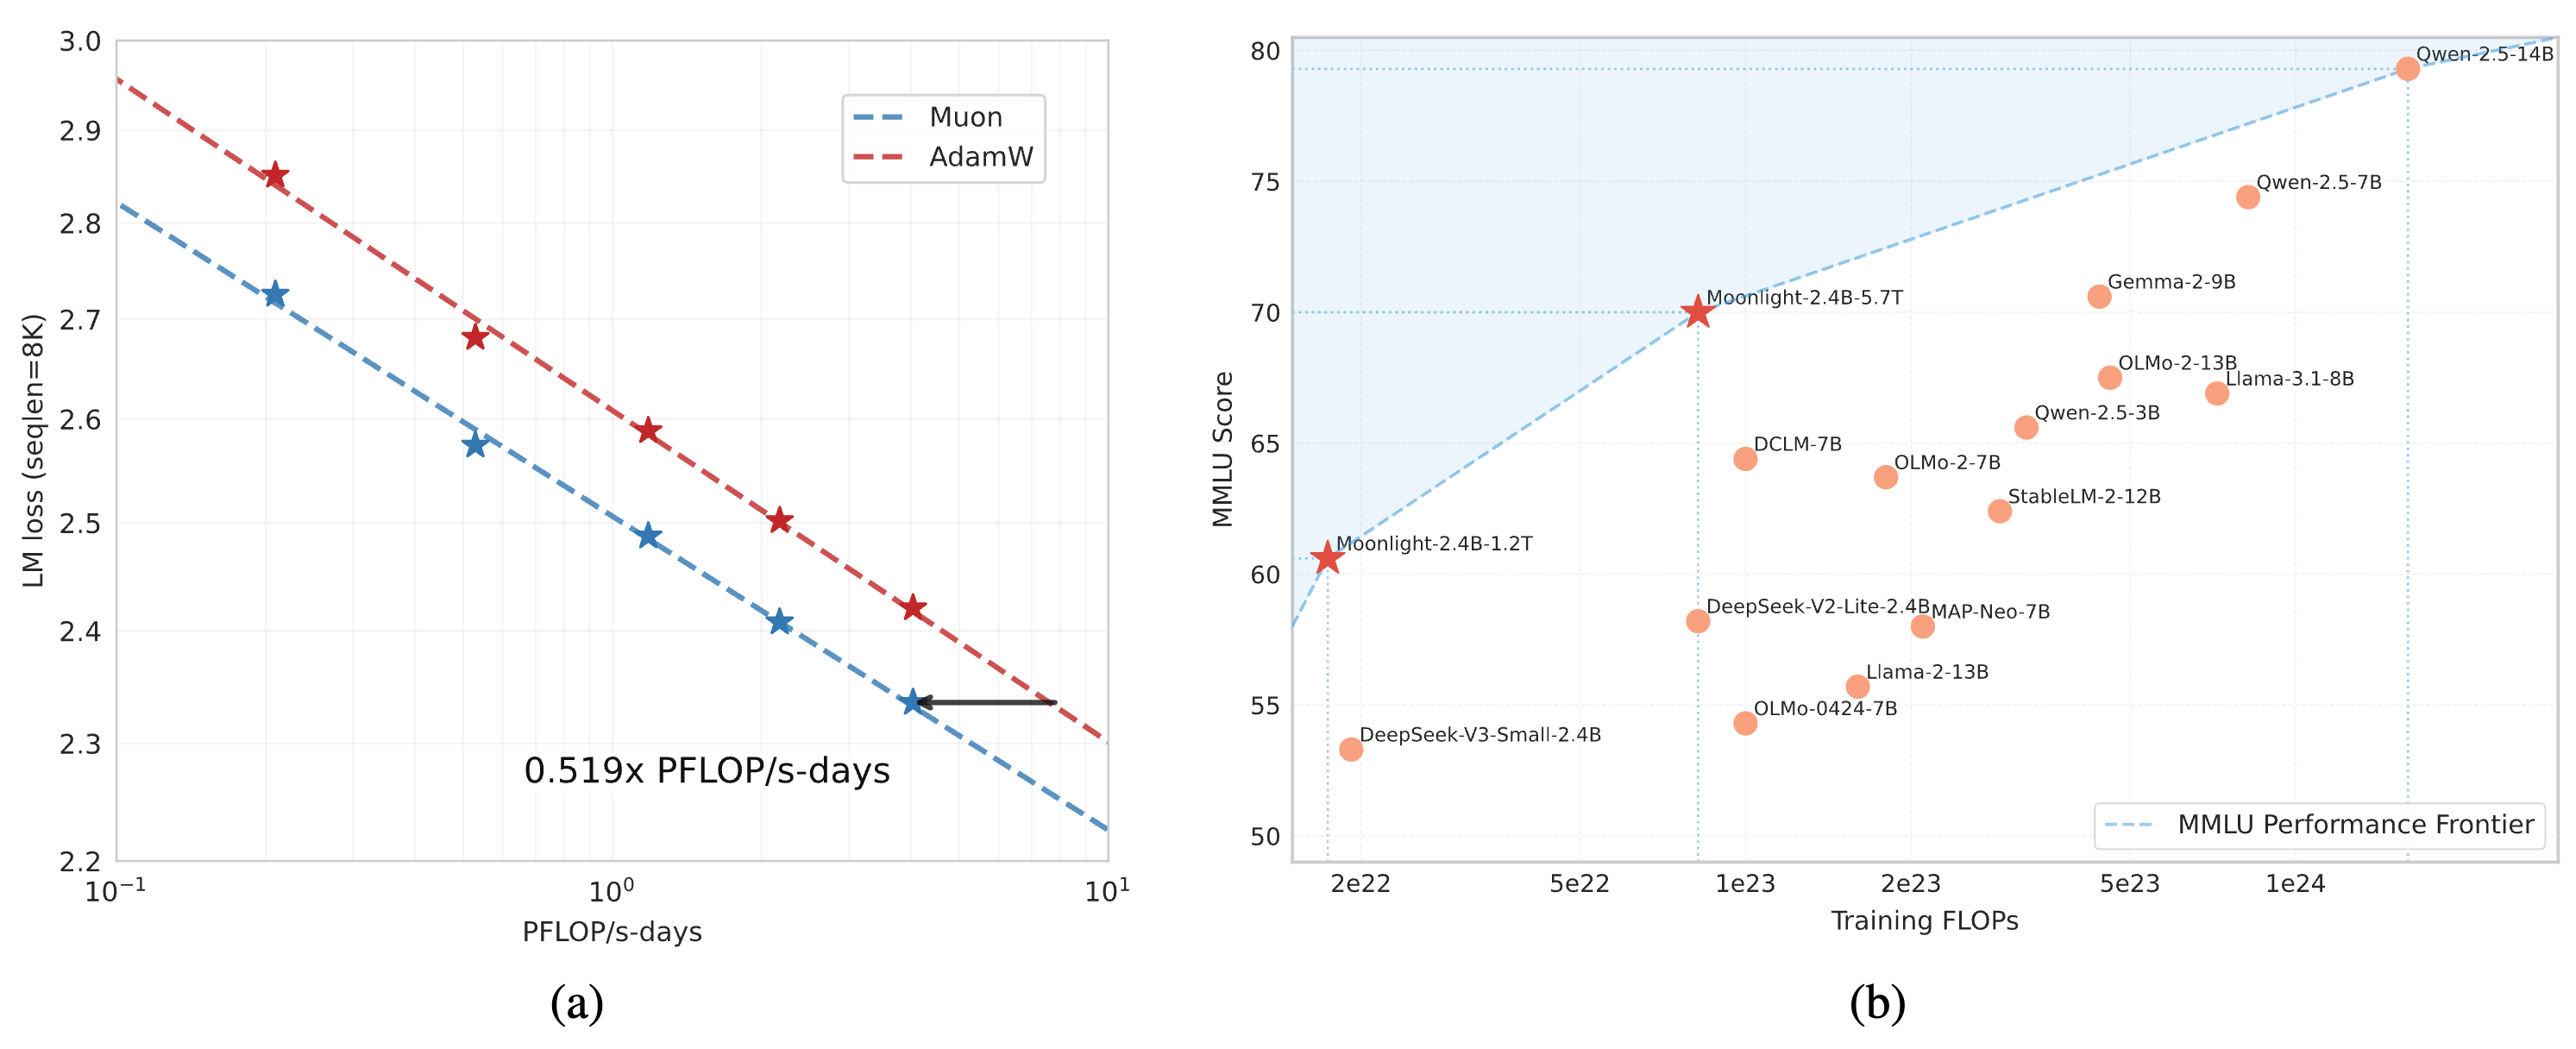 3.0
2.9
2.8
2.7
2.6
2.5
2.4
2.3
2.2
LM loss (seqlen=8K)
Muon
AdamW
0.519x PFLOP/s-days
10⁻¹
10⁰
10¹
PFLOP/s-days
(a)
80
75
70
65
60
55
50
MMLU Score
Qwen-2.5-14B
Qwen-2.5-7B
Gemma-2-9B
Moonlight-2.4B-5.7T
OLMo-2-13B
Llama-3.1-8B
Qwen-2.5-3B
DCLM-7B
OLMo-2-7B
StableLM-2-12B
Moonlight-2.4B-1.2T
DeepSeek-V2-Lite-2.4B
MAP-Neo-7B
Llama-2-13B
OLMo-0424-7B
DeepSeek-V3-Small-2.4B
MMLU Performance Frontier
2e22
5e22
1e23
2e23
5e23
1e24
Training FLOPs
(b)